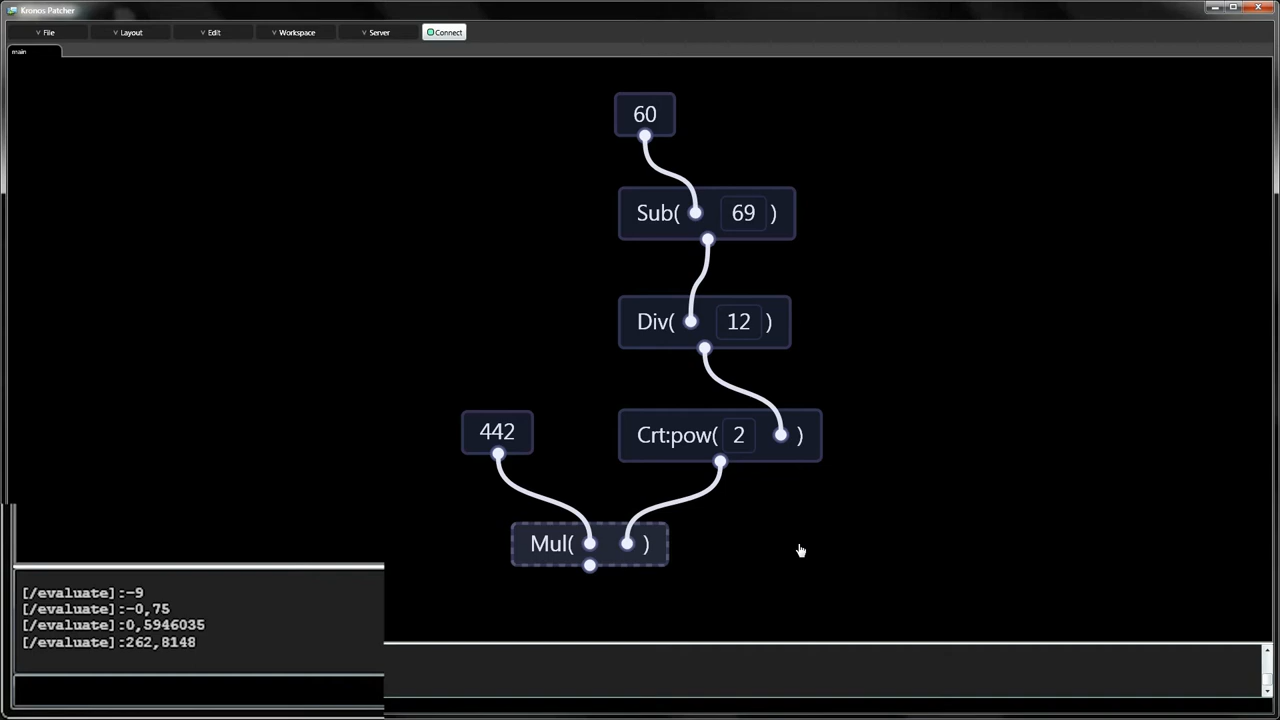 Kronos Patcher
v File v Layout v Edit v Workspace v Server Connect
main
60
Sub( 69 )
Div( 12 )
442
Crt:pow( 2 )
Mul( )
[/evaluate]:-9
[/evaluate]:-0,75
[/evaluate]:0,5946035
[/evaluate]:262,8148